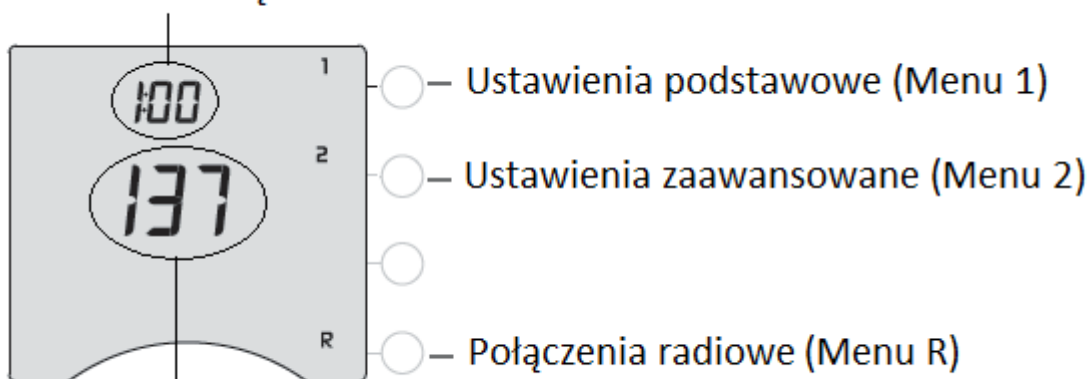 1
1:00
Ustawienia podstawowe (Menu 1)
2
137
Ustawienia zaawansowane (Menu 2)
R
Połączenia radiowe (Menu R)